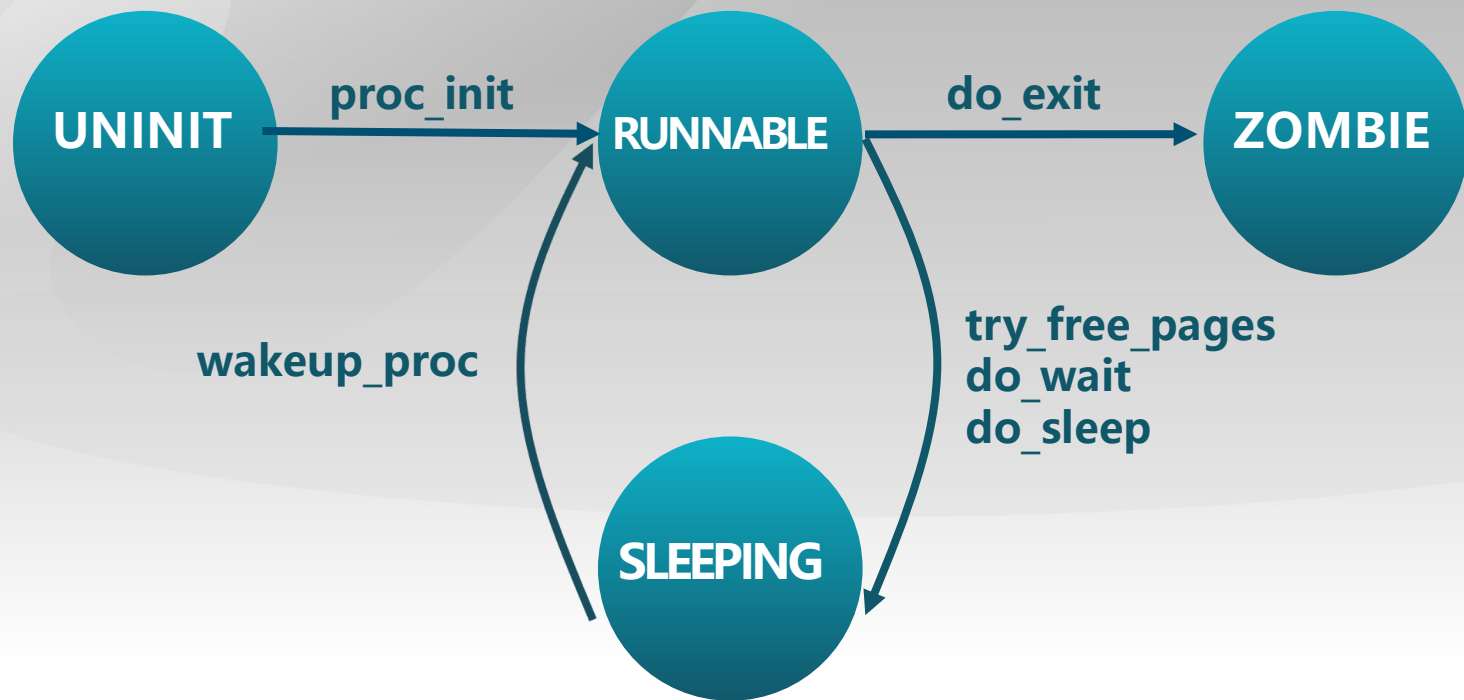 proc_init
do_exit
UNINIT
RUNNABLE
ZOMBIE
wakeup_proc
try_free_pages
do_wait
do_sleep
SLEEPING